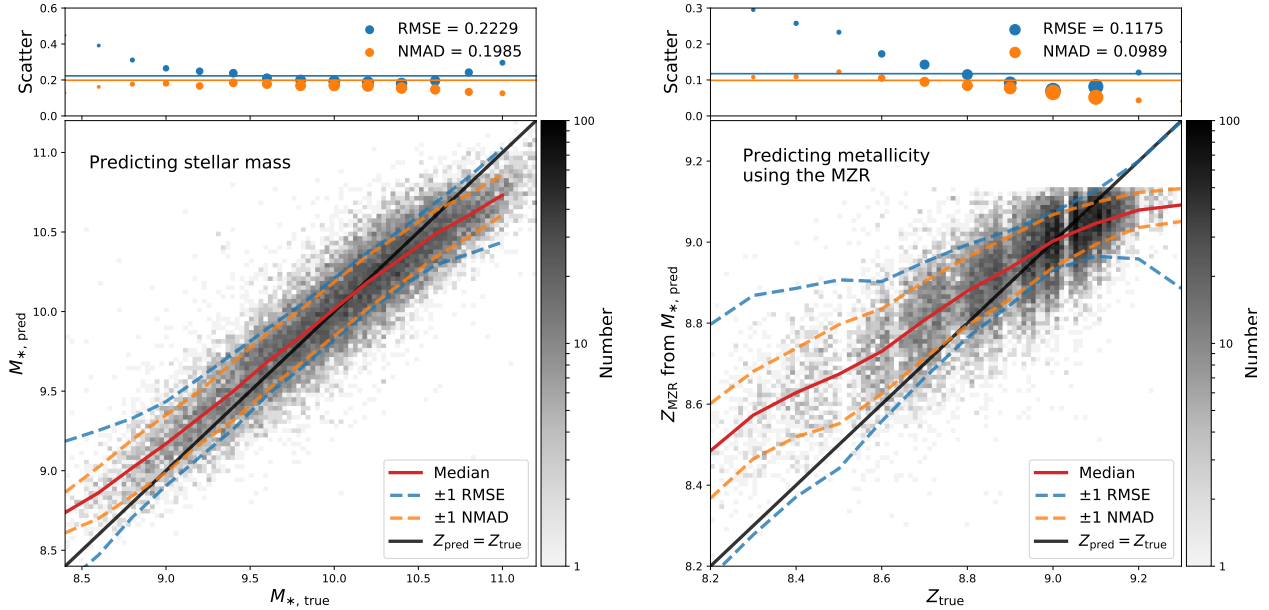 0.6
0.4
0.2
0.0
Scatter
RMSE = 0.2229
NMAD = 0.1985
Predicting stellar mass
11.0
10.5
10.0
9.5
9.0
8.5
M∗, pred
Median
±1 RMSE
±1 NMAD
Zpred = Ztrue
8.5 9.0 9.5 10.0 10.5 11.0
M∗, true
100
10
1
Number
0.3
0.2
0.1
0.0
Scatter
RMSE = 0.1175
NMAD = 0.0989
Predicting metallicity
using the MZR
9.2
9.0
8.8
8.6
8.4
8.2
ZMZR from M∗, pred
Median
±1 RMSE
±1 NMAD
Zpred = Ztrue
8.2 8.4 8.6 8.8 9.0 9.2
Ztrue
100
10
1
Number